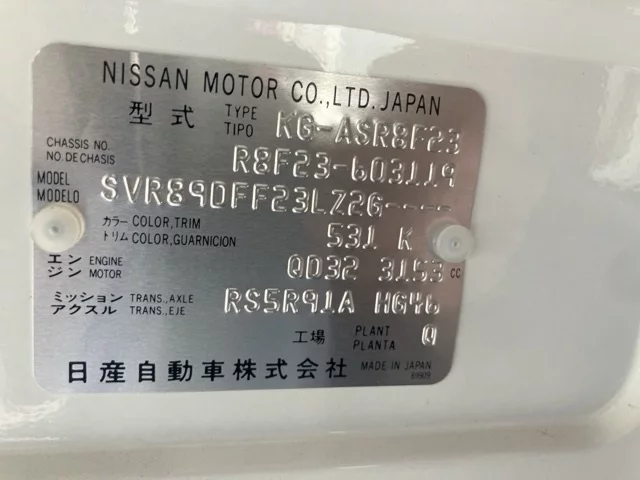 NISSAN MOTOR CO.,LTD.JAPAN
型式 TYPE TIPO KG-ASR8F23
CHASSIS NO. NO.DE CHASIS R8F23-603119
MODEL MODELO SVR89DFF23LZ26-----
カラー COLOR,TRIM トリム COLOR,GUARNICION 531 K
エンジン ENGINE MOTOR QD32 3153 CC
ミッション TRANS.,AXLE アクスル TRANS.,EJE RS5R91A HG46
工場 PLANT PLANTA Q
日産自動車株式会社 MADE IN JAPAN